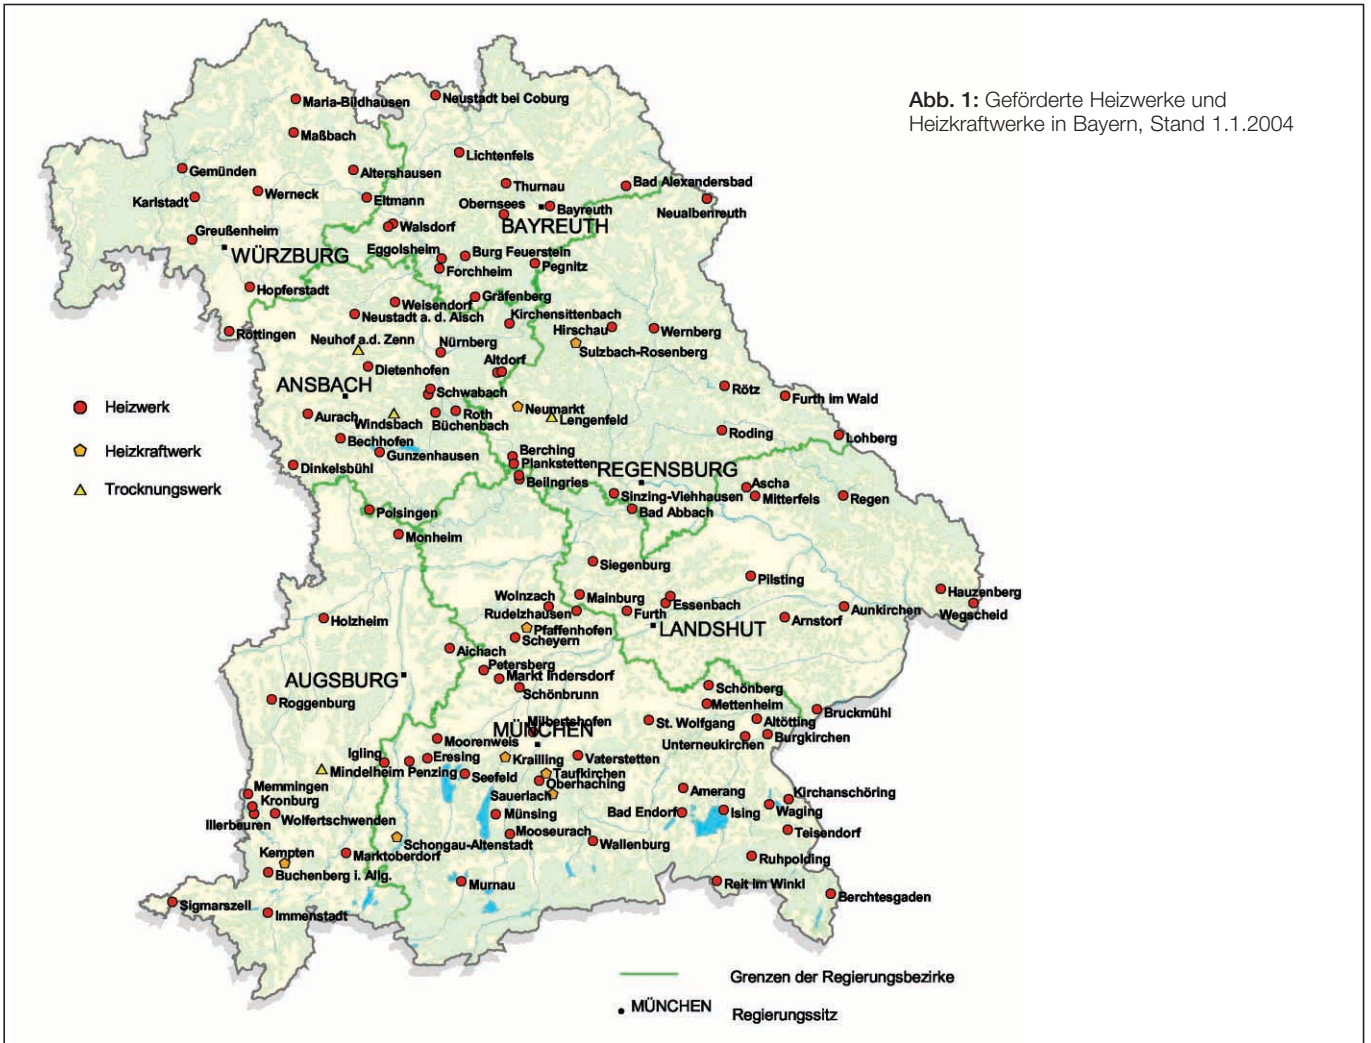 Abb. 1: Geförderte Heizwerke und
Heizkraftwerke in Bayern, Stand 1.1.2004
Maria-Bildhausen
Neustadt bei Coburg
Maßbach
Lichtenfels
Gemünden
Altershausen
Thurnau
Bad Alexandersbad
Karlstadt
Werneck
Eltmann
Obernsees
Bayreuth
Neualbenreuth
Greußenheim
Walsdorf
BAYREUTH
WÜRZBURG
Eggolsheim
Burg Feuerstein
Forchheim
Pegnitz
Hopferstadt
Weisendorf
Gräfenberg
Neustadt a. d. Aisch
Kirchensittenbach
Röttingen
Neuhof a.d. Zenn
Nürnberg
Hirschau
Wernberg
Sulzbach-Rosenberg
Dietenhofen
Altdorf
ANSBACH
Schwabach
Rötz
Furth im Wald
Heizwerk
Aurach
Windsbach
Roth
Büchenbach
Neumarkt
Lengenfeld
Bechhofen
Roding
Lohberg
Heizkraftwerk
Gunzenhausen
Berching
Plankstetten
Dinkelsbühl
REGENSBURG
Trocknungswerk
Beilngries
Ascha
Sinzing-Viehhausen
Mitterfels
Regen
Polsingen
Bad Abbach
Monheim
Siegenburg
Pilsting
Wolnzach
Mainburg
Hauzenberg
Rudelzhausen
Furth
Essenbach
Aunkirchen
Wegscheid
Holzheim
Pfaffenhofen
LANDSHUT
Arnstorf
Scheyern
Aichach
Petersberg
AUGSBURG
Markt Indersdorf
Schönbrunn
Schönberg
Roggenburg
Mettenheim
Bruckmühl
Milbertshofen
St. Wolfgang
Altötting
MÜNCHEN
Moorenweis
Unterneukirchen
Burgkirchen
Igling
Eresing
Krailling
Vaterstetten
Mindelheim
Penzing
Seefeld
Taufkirchen
Oberhaching
Memmingen
Sauerlach
Amerang
Kirchanschöring
Kronburg
Illerbeuren
Wolfertschwenden
Münsing
Bad Endorf
Ising
Waging
Mooseurach
Teisendorf
Schongau-Altenstadt
Wallenburg
Kempten
Marktoberdorf
Ruhpolding
Buchenberg i. Allg.
Murnau
Reit im Winkl
Berchtesgaden
Sigmarszell
Immenstadt
Grenzen der Regierungsbezirke
MÜNCHEN
Regierungssitz